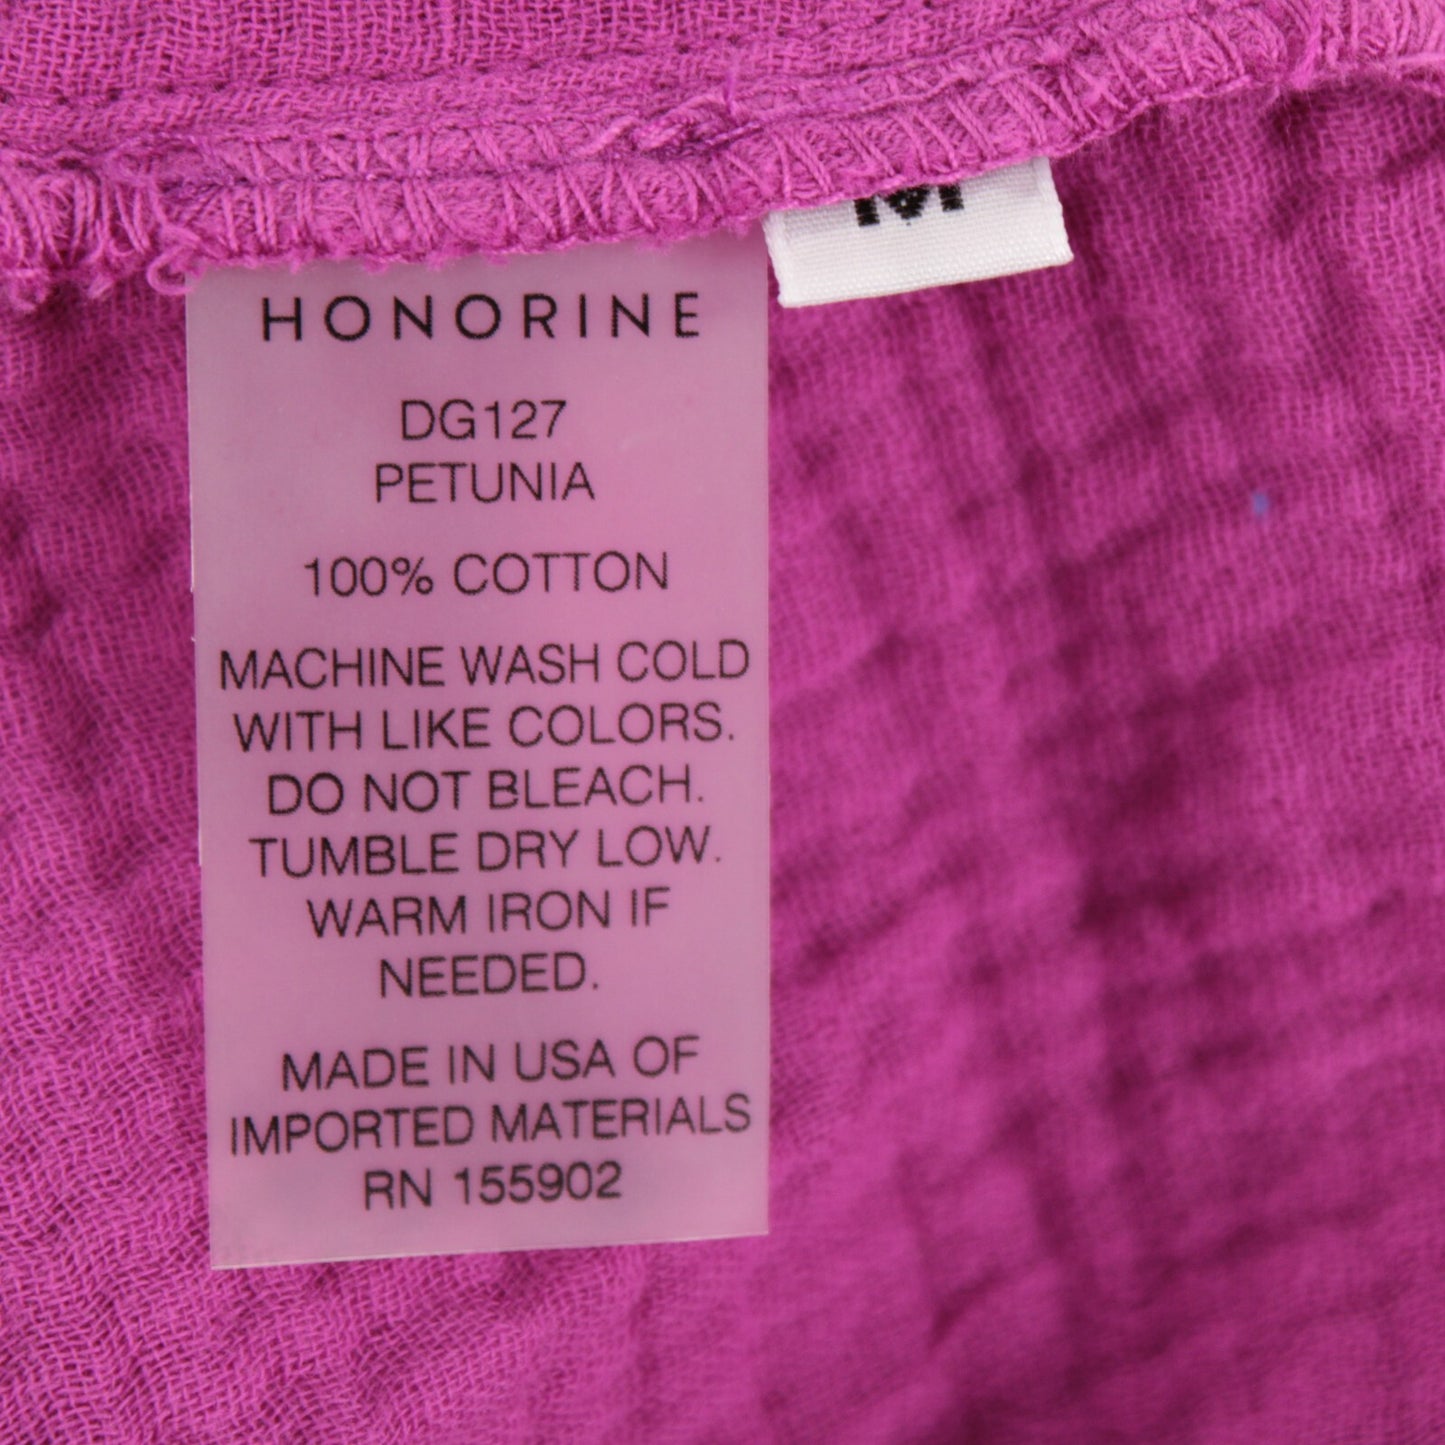 M
HONORINE
DG127
PETUNIA
100% COTTON
MACHINE WASH COLD
WITH LIKE COLORS.
DO NOT BLEACH.
TUMBLE DRY LOW.
WARM IRON IF
NEEDED.
MADE IN USA OF
IMPORTED MATERIALS
RN 155902